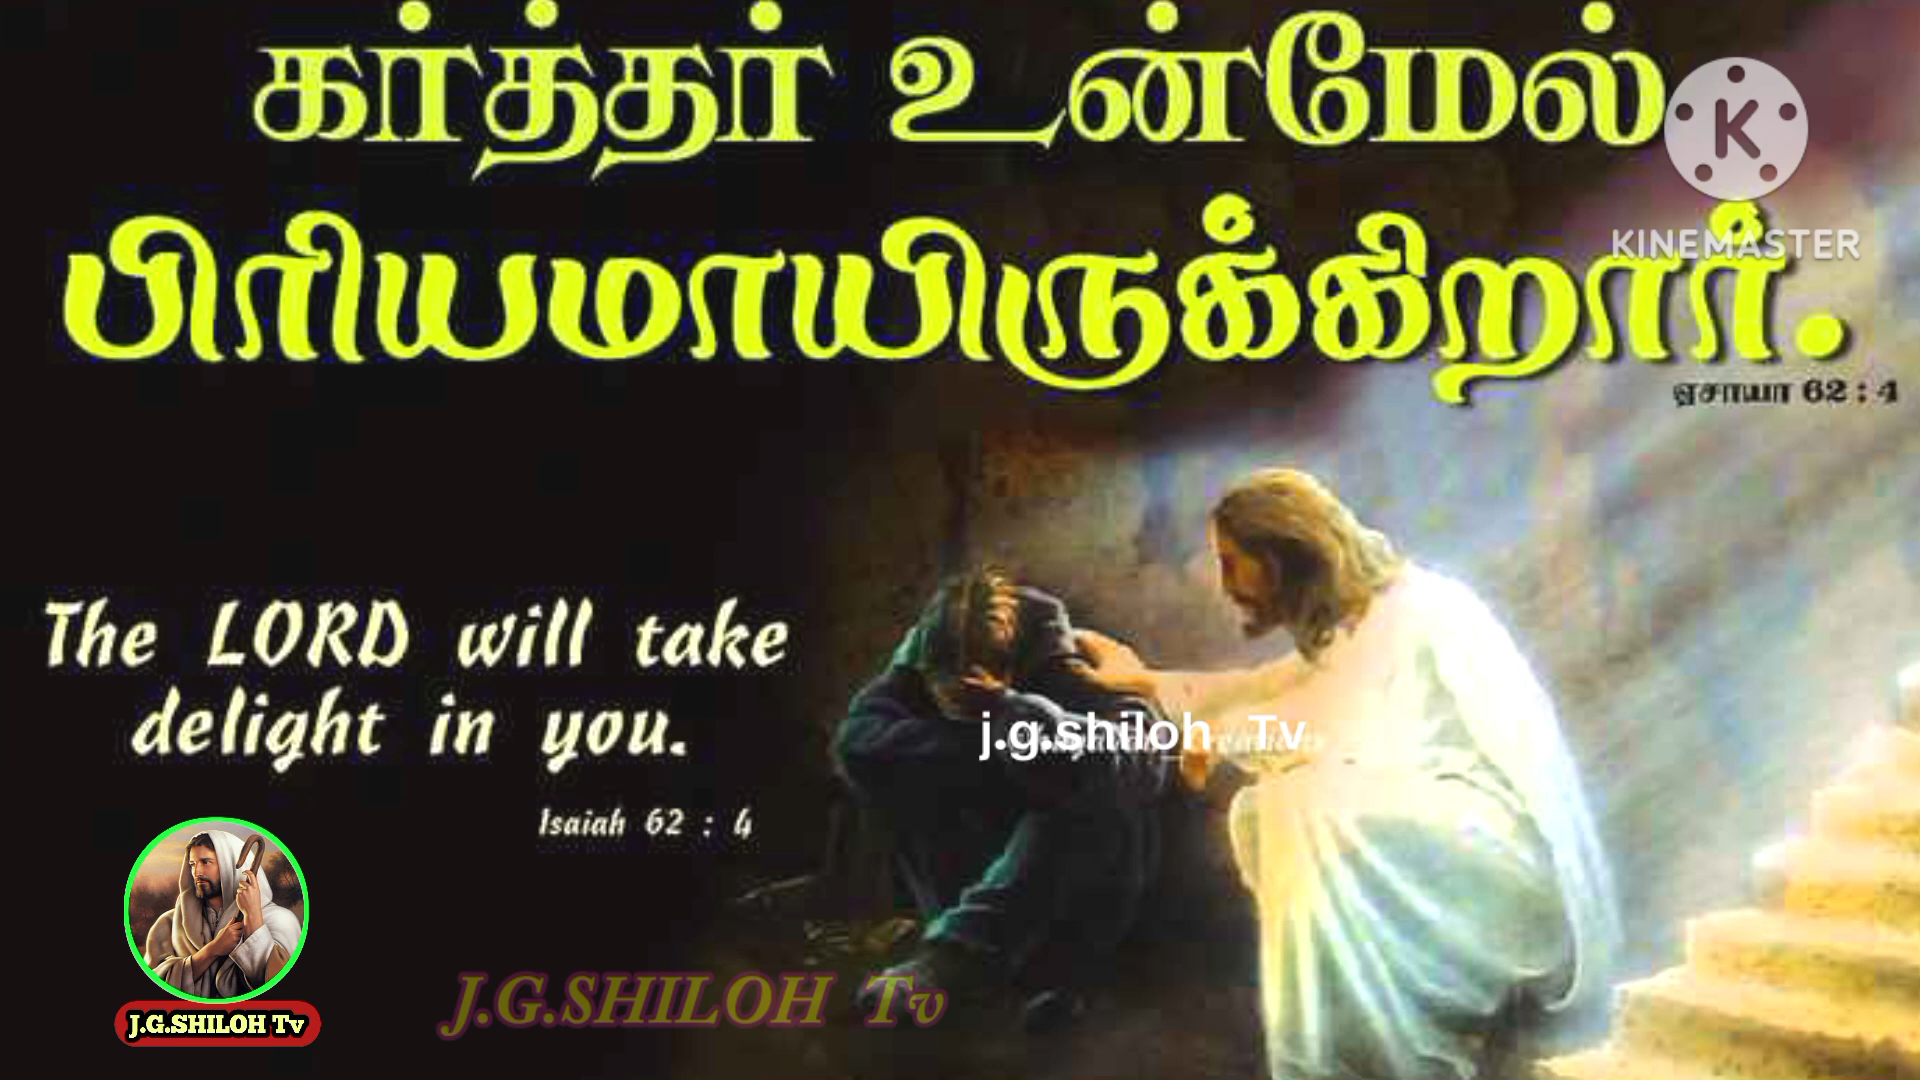 கர்த்தர் உன்மேல்
K
KINEMASTER
பிரியமாயிருக்கிறார்.
ஏசாயா 62 : 4
The LORD will take
delight in you.
j.g.shiloh Tv
Isaiah 62 : 4
J.G.SHILOH Tv
J.G.SHILOH Tv